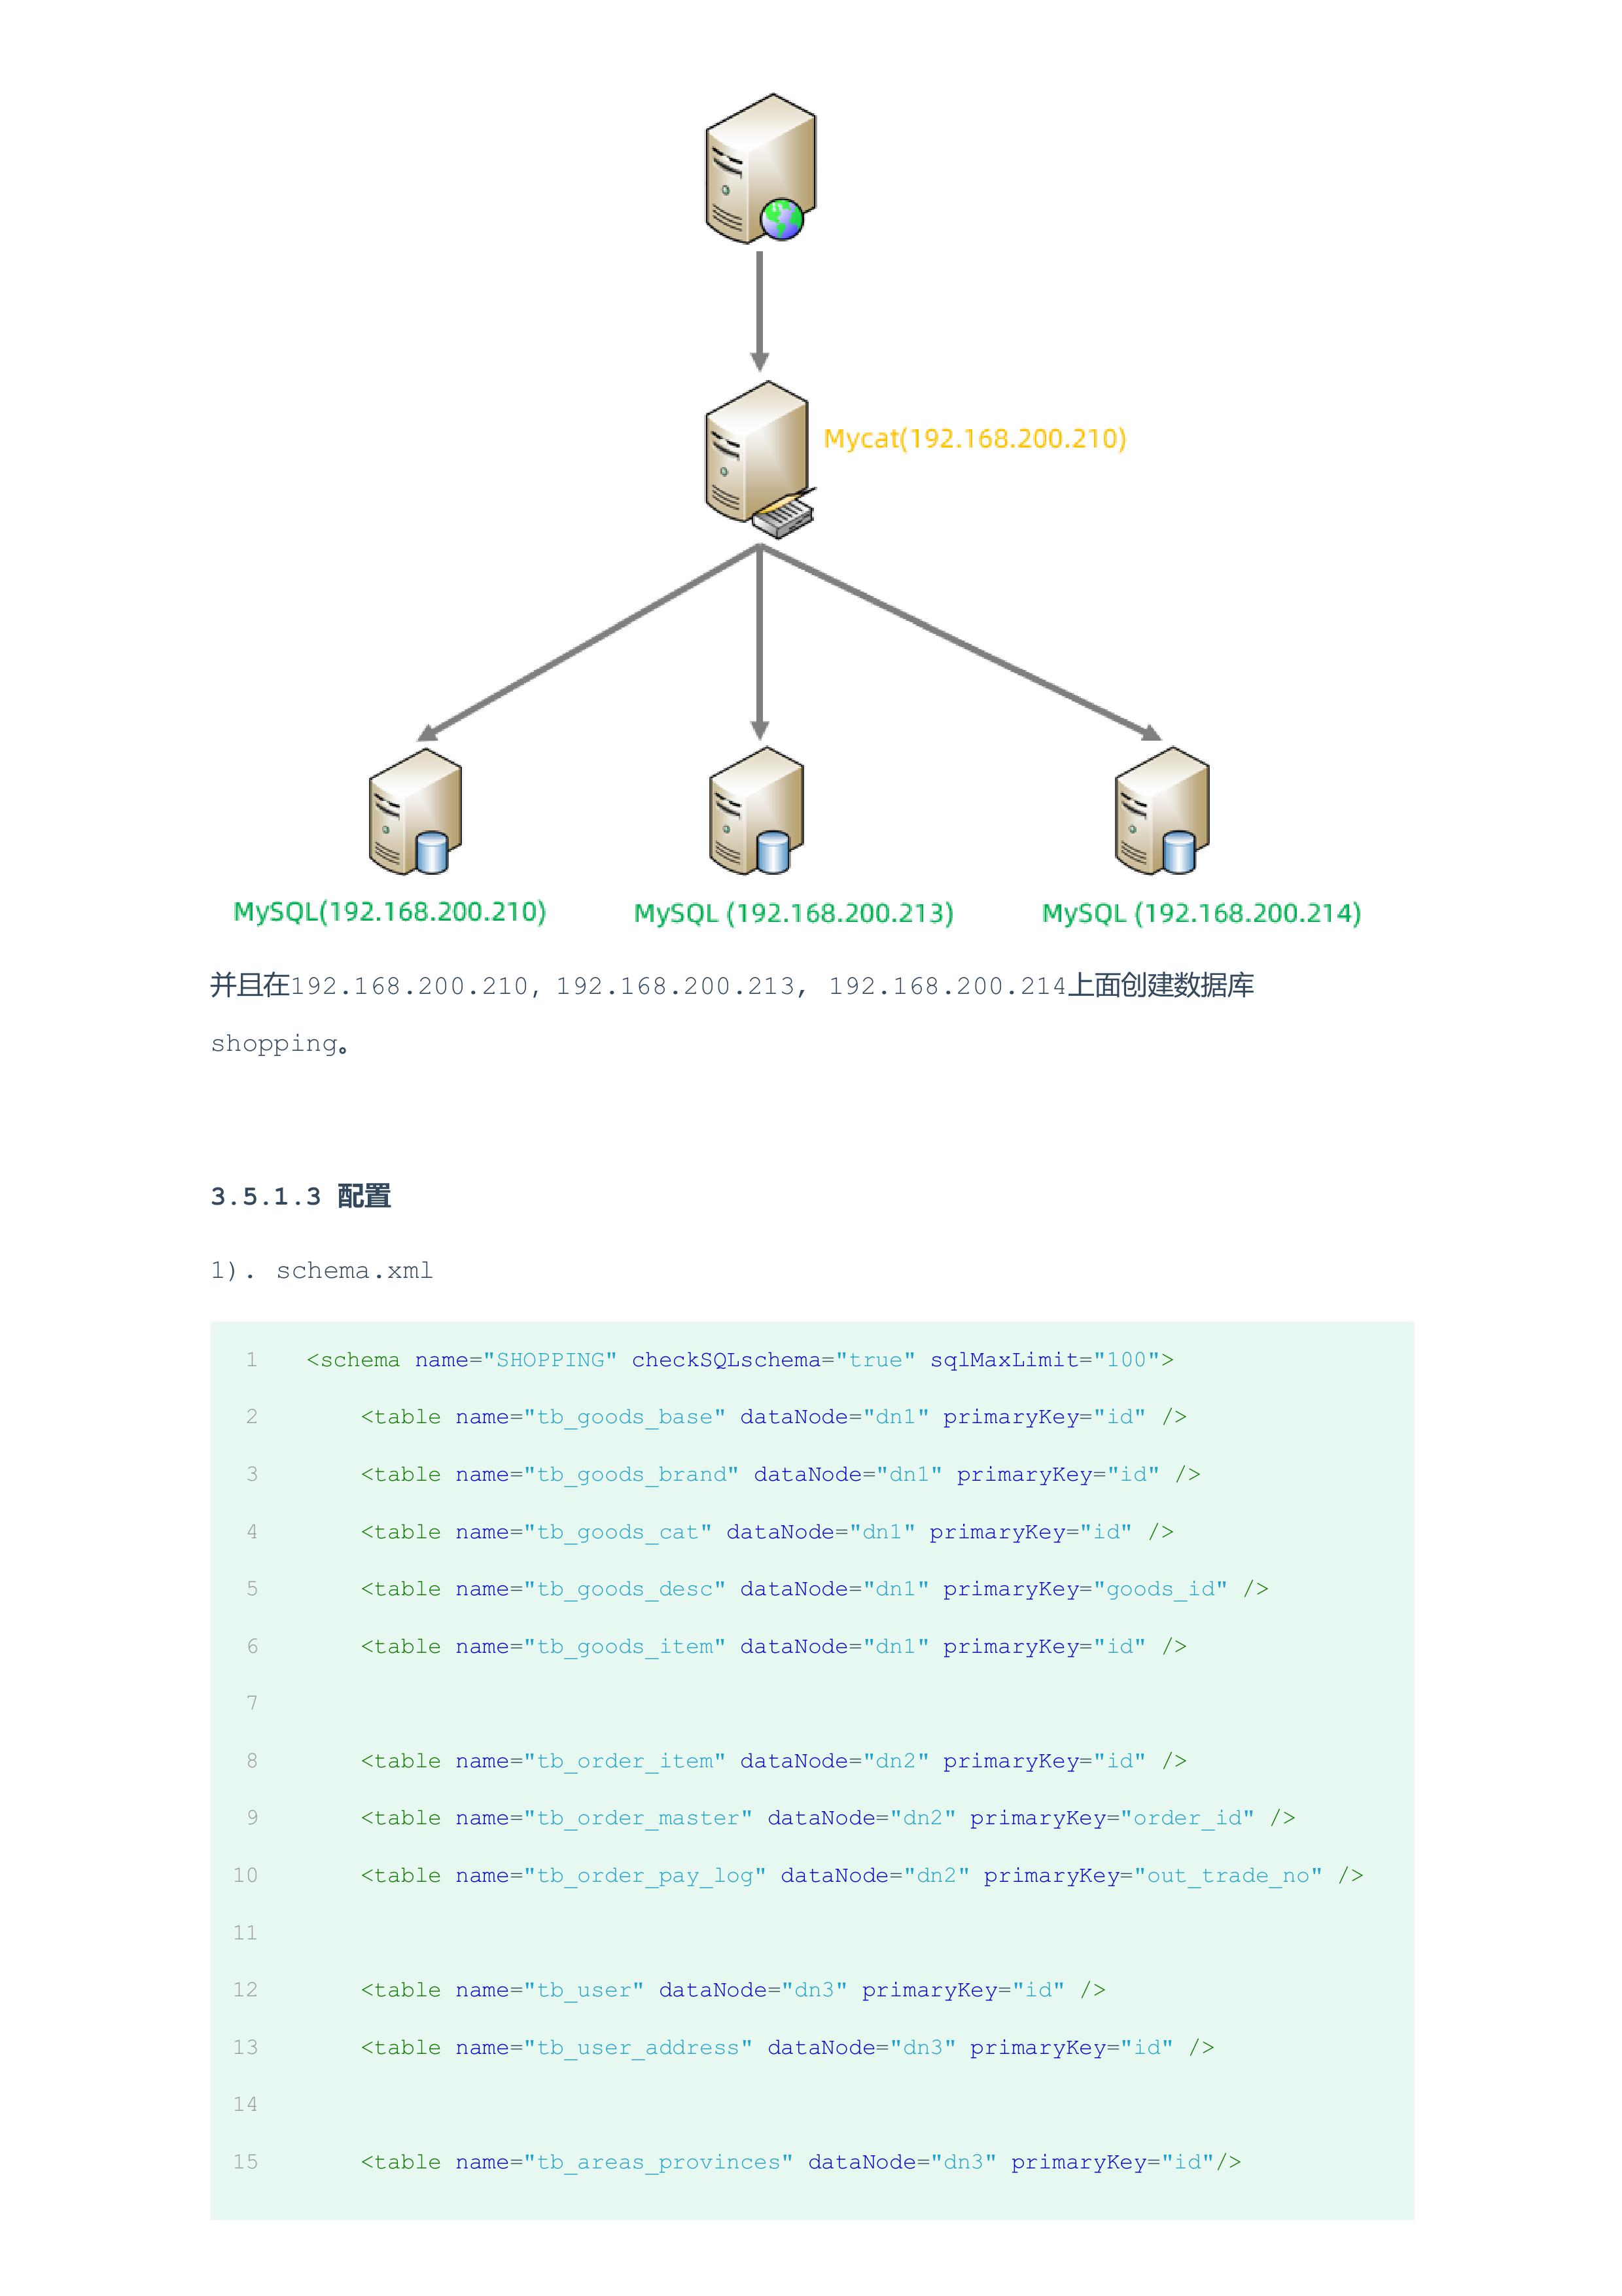 Mycat(192.168.200.210)
MySQL(192.168.200.210)
MySQL (192.168.200.213)
MySQL (192.168.200.214)
并且在192.168.200.210, 192.168.200.213, 192.168.200.214上面创建数据库
shopping。
3.5.1.3 配置
1). schema.xml
1 <schema name="SHOPPING" checkSQLschema="true" sqlMaxLimit="100">
2 <table name="tb_goods_base" dataNode="dn1" primaryKey="id" />
3 <table name="tb_goods_brand" dataNode="dn1" primaryKey="id" />
4 <table name="tb_goods_cat" dataNode="dn1" primaryKey="id" />
5 <table name="tb_goods_desc" dataNode="dn1" primaryKey="goods_id" />
6 <table name="tb_goods_item" dataNode="dn1" primaryKey="id" />
7
8 <table name="tb_order_item" dataNode="dn2" primaryKey="id" />
9 <table name="tb_order_master" dataNode="dn2" primaryKey="order_id" />
10 <table name="tb_order_pay_log" dataNode="dn2" primaryKey="out_trade_no" />
11
12 <table name="tb_user" dataNode="dn3" primaryKey="id" />
13 <table name="tb_user_address" dataNode="dn3" primaryKey="id" />
14
15 <table name="tb_areas_provinces" dataNode="dn3" primaryKey="id"/>